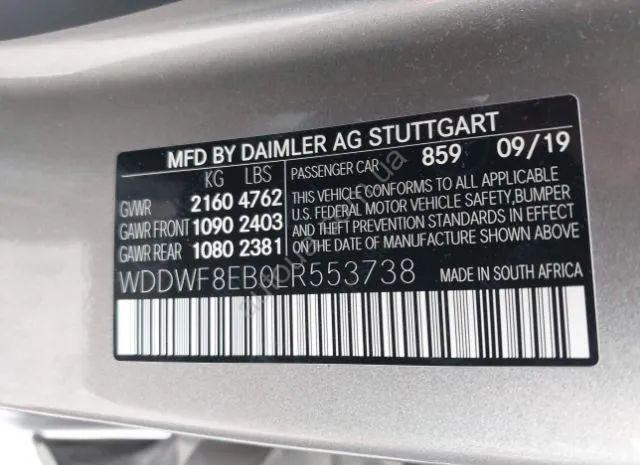 MFD BY DAIMLER AG STUTTGART
KG LBS
GVWR 2160 4762
GAWR FRONT 1090 2403
GAWR REAR 1080 2381
PASSENGER CAR 859 09/19
THIS VEHICLE CONFORMS TO ALL APPLICABLE
U.S. FEDERAL MOTOR VEHICLE SAFETY, BUMPER
AND THEFT PREVENTION STANDARDS IN EFFECT
ON THE DATE OF MANUFACTURE SHOWN ABOVE
WDDWF8EB0LR553738 MADE IN SOUTH AFRICA